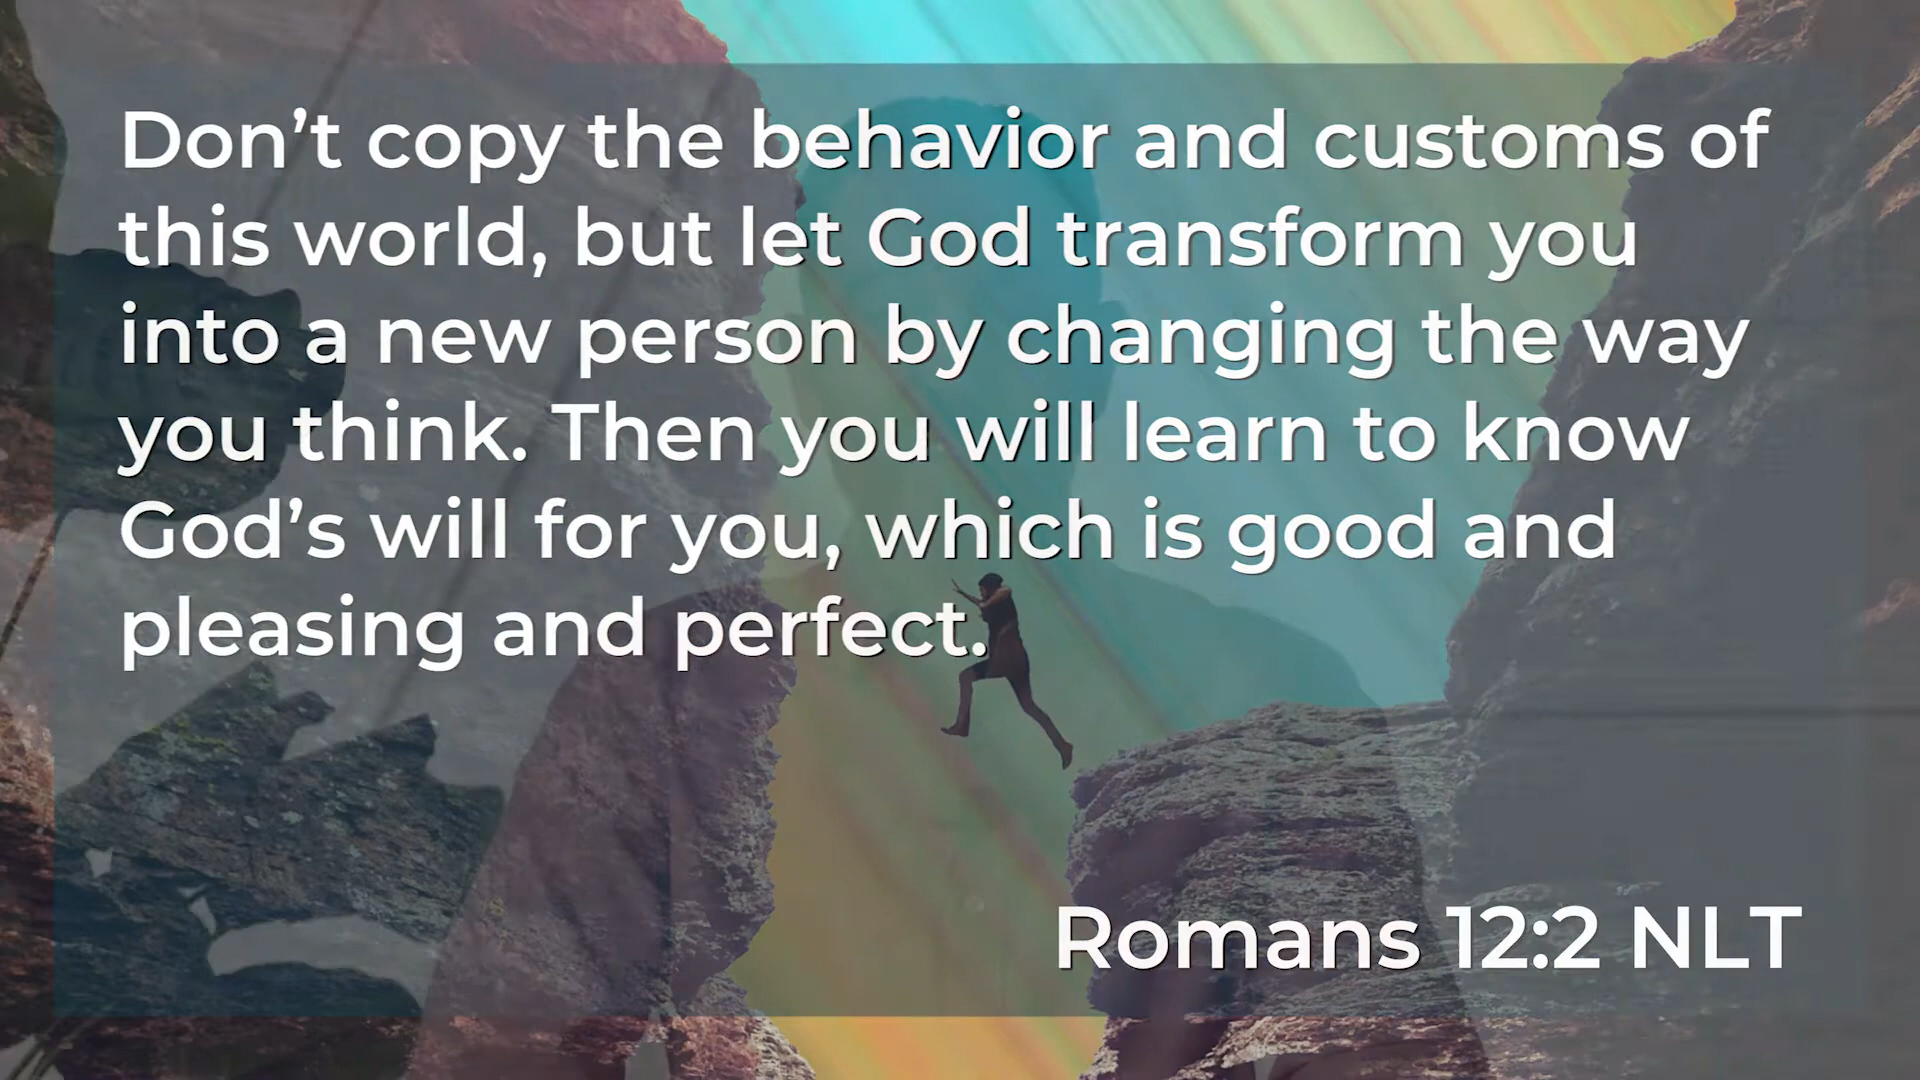 Don’t copy the behavior and customs of
this world, but let God transform you
into a new person by changing the way
you think. Then you will learn to know
God’s will for you, which is good and
pleasing and perfect.
Romans 12:2 NLT